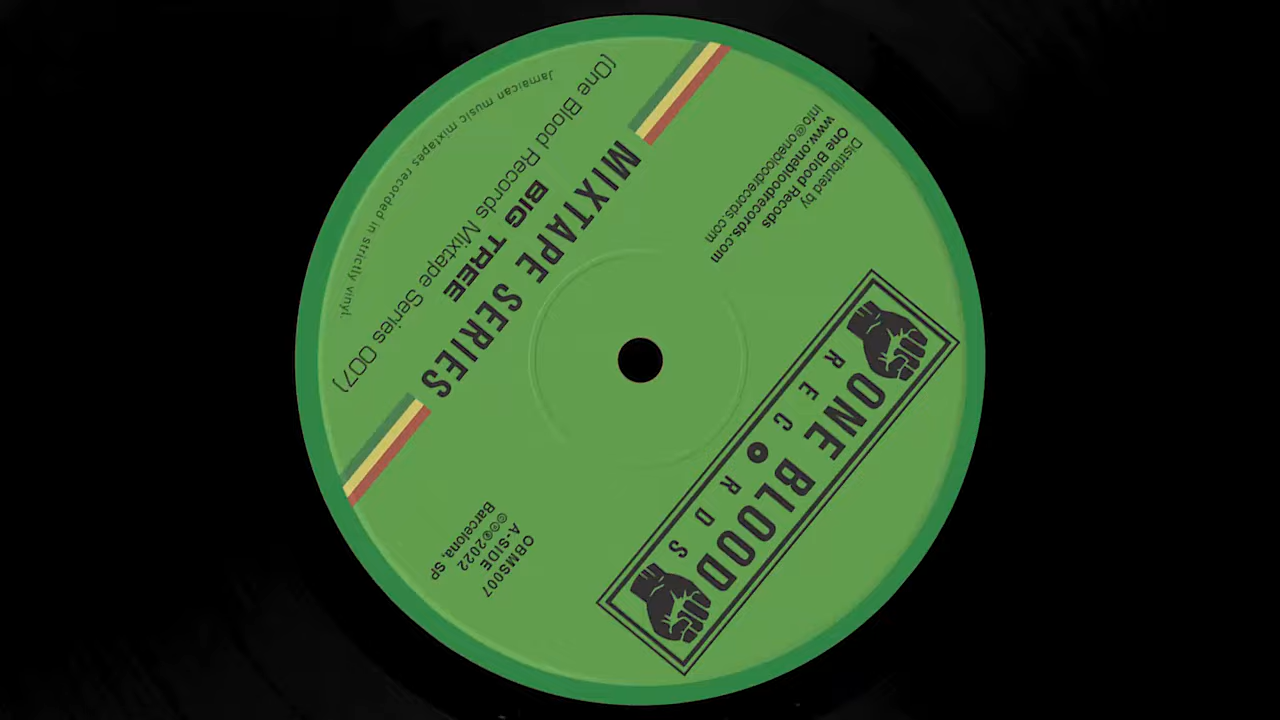 ONE BLOOD
RECORDS
Distributed by
One Blood Recods
www.onebloodrecords.com
info@onebloodrecords.com
OBMS007
A-SIDE
2022
Barcelona, SP
MIXTAPE SERIES
BIG TREE
(One Blood Records Mixtape Series 007)
Jamaican music mixtapes recorded in strictly vinyl.